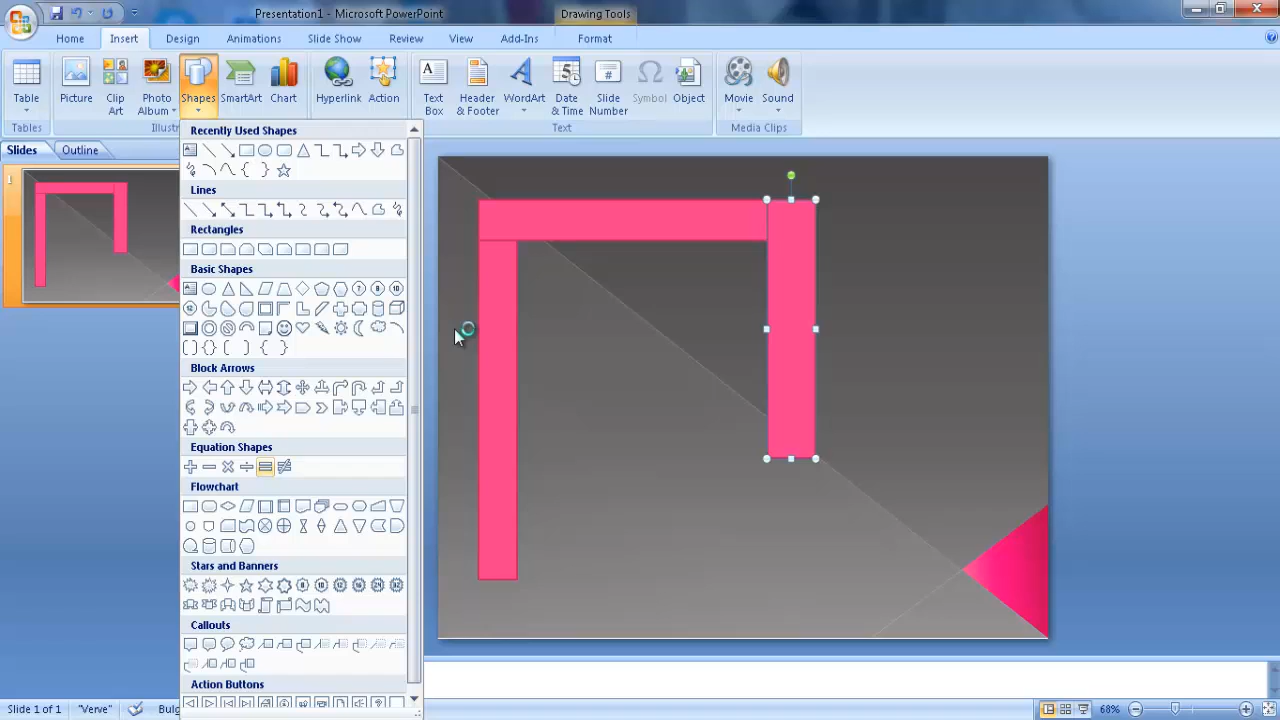 Presentation1 - Microsoft PowerPoint
Drawing Tools
Home
Insert
Design
Animations
Slide Show
Review
View
Add-Ins
Format
Table
Picture
Clip
Art
Photo
Album
Shapes
SmartArt
Chart
Hyperlink
Action
Text
Box
Header
& Footer
WordArt
Date
& Time
Slide
Number
Symbol
Object
Movie
Sound
Tables
Illustr
Text
Media Clips
Slides
Outline
1
Recently Used Shapes
Lines
Rectangles
Basic Shapes
Block Arrows
Equation Shapes
Flowchart
Stars and Banners
Callouts
Action Buttons
Slide 1 of 1
"Verve"
Bulg
68%